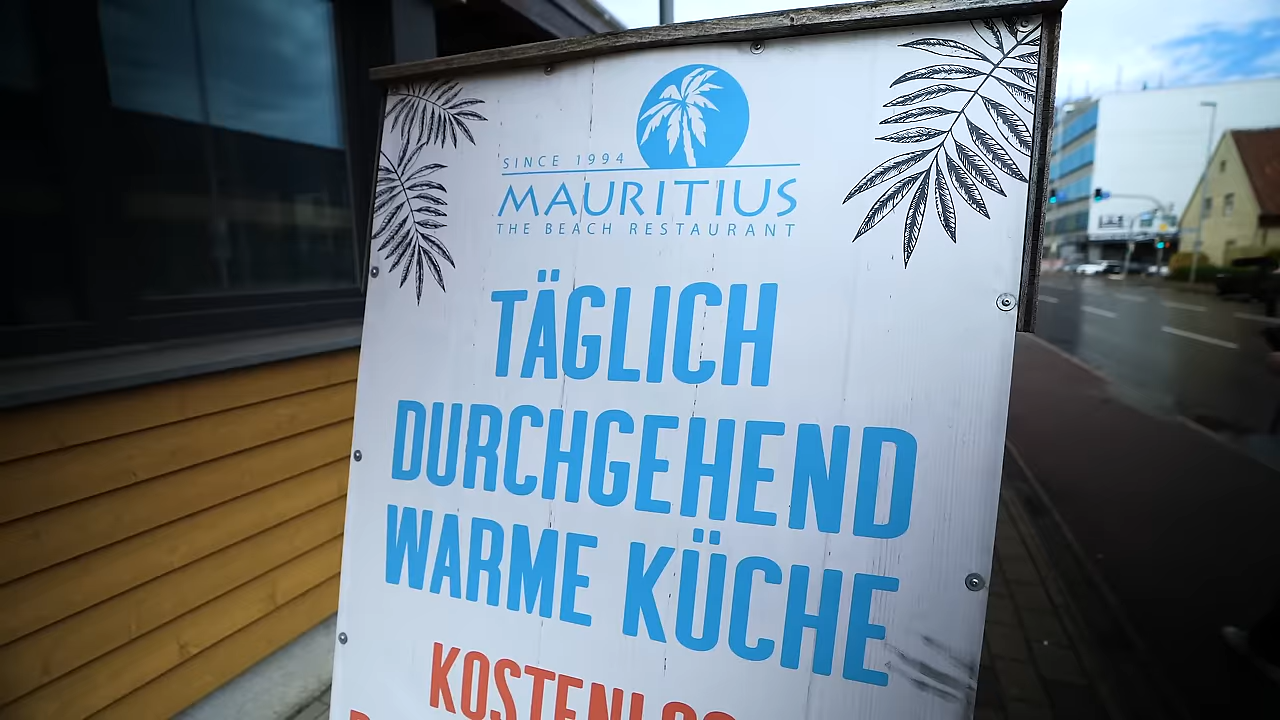 SINCE 1994
MAURITIUS
THE BEACH RESTAURANT
TÄGLICH
DURCHGEHEND
WARME KÜCHE